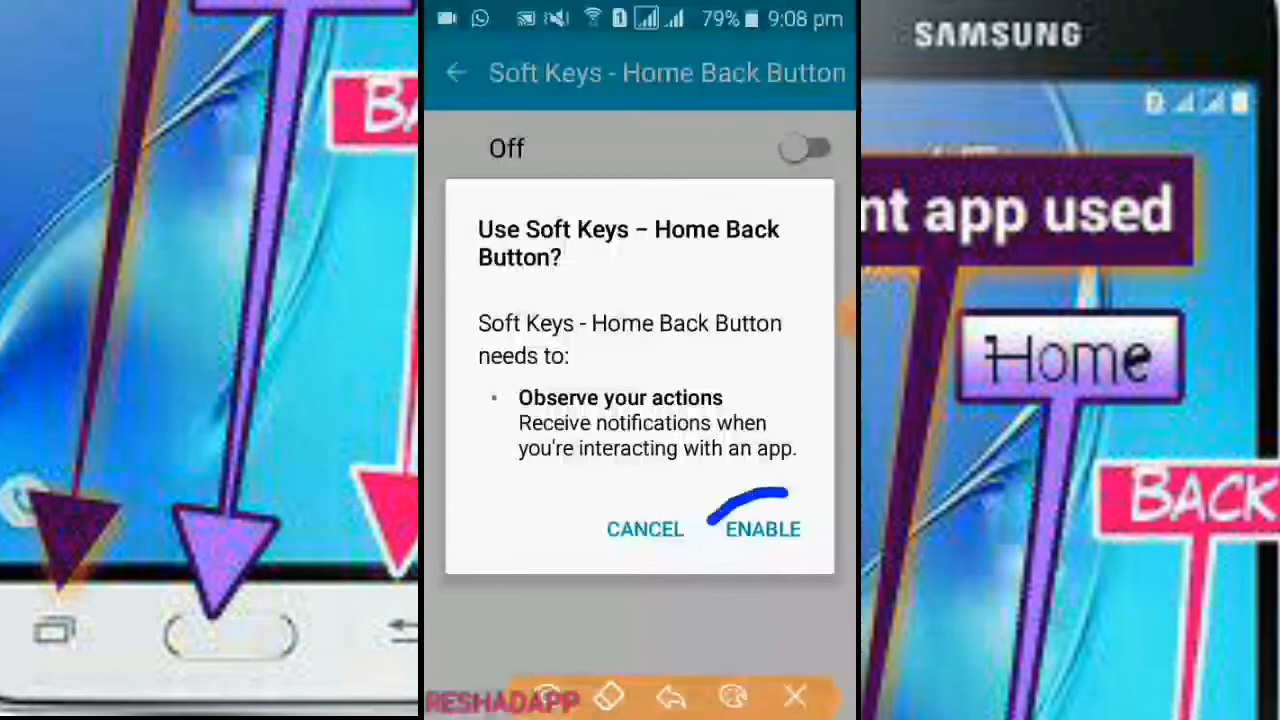 79% 9:08 pm
Soft Keys - Home Back Button
Off
Use Soft Keys – Home Back
Button?
Soft Keys - Home Back Button
needs to:
• Observe your actions
Receive notifications when
you're interacting with an app.
CANCEL ENABLE
RESHADAPP
BA
SAMSUNG
nt app used
Home
BACK